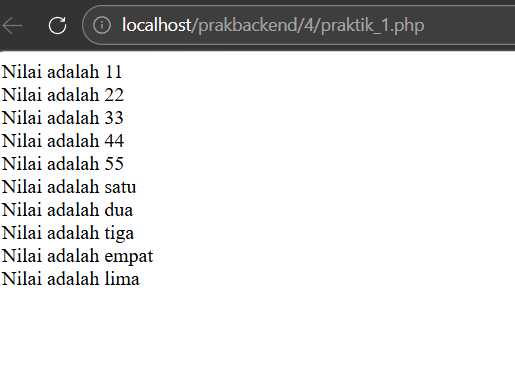 localhost/prakbackend/4/praktik_1.php
Nilai adalah 11
Nilai adalah 22
Nilai adalah 33
Nilai adalah 44
Nilai adalah 55
Nilai adalah satu
Nilai adalah dua
Nilai adalah tiga
Nilai adalah empat
Nilai adalah lima